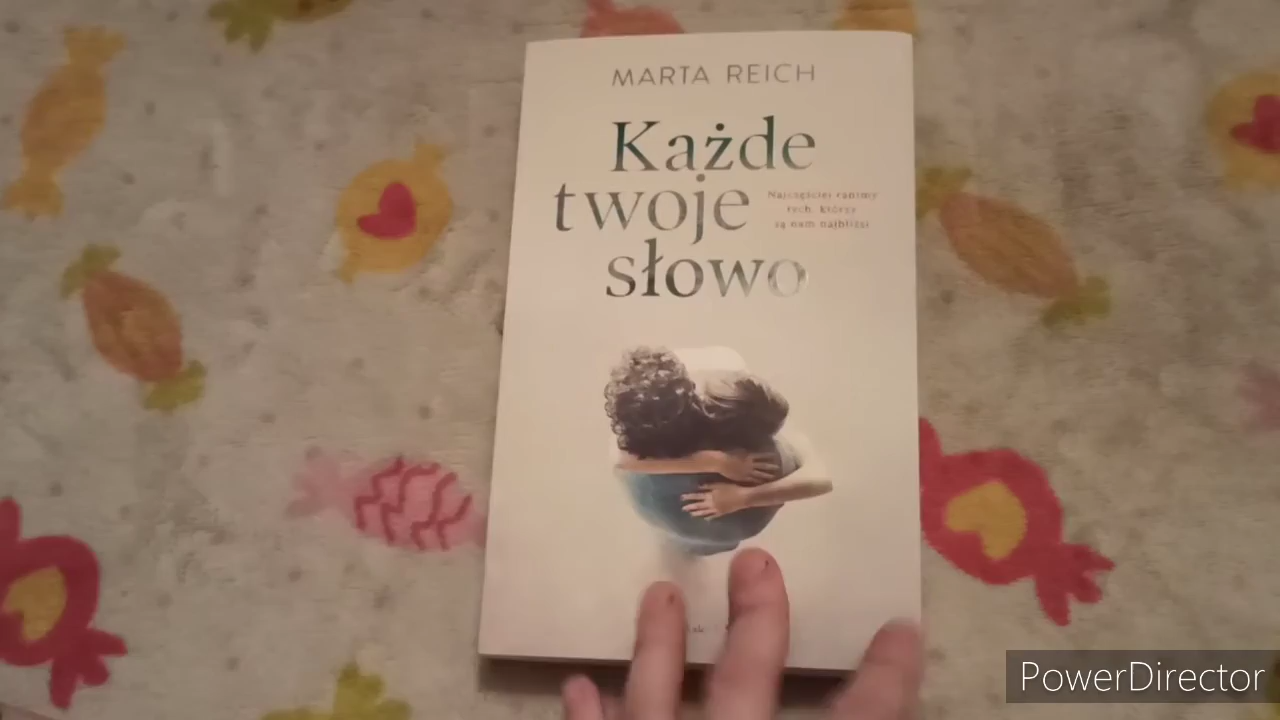 MARTA REICH
Każde
twoje
słowo
Najczęściej ranimy
tych, którzy
są nam najbliżsi
PowerDirector